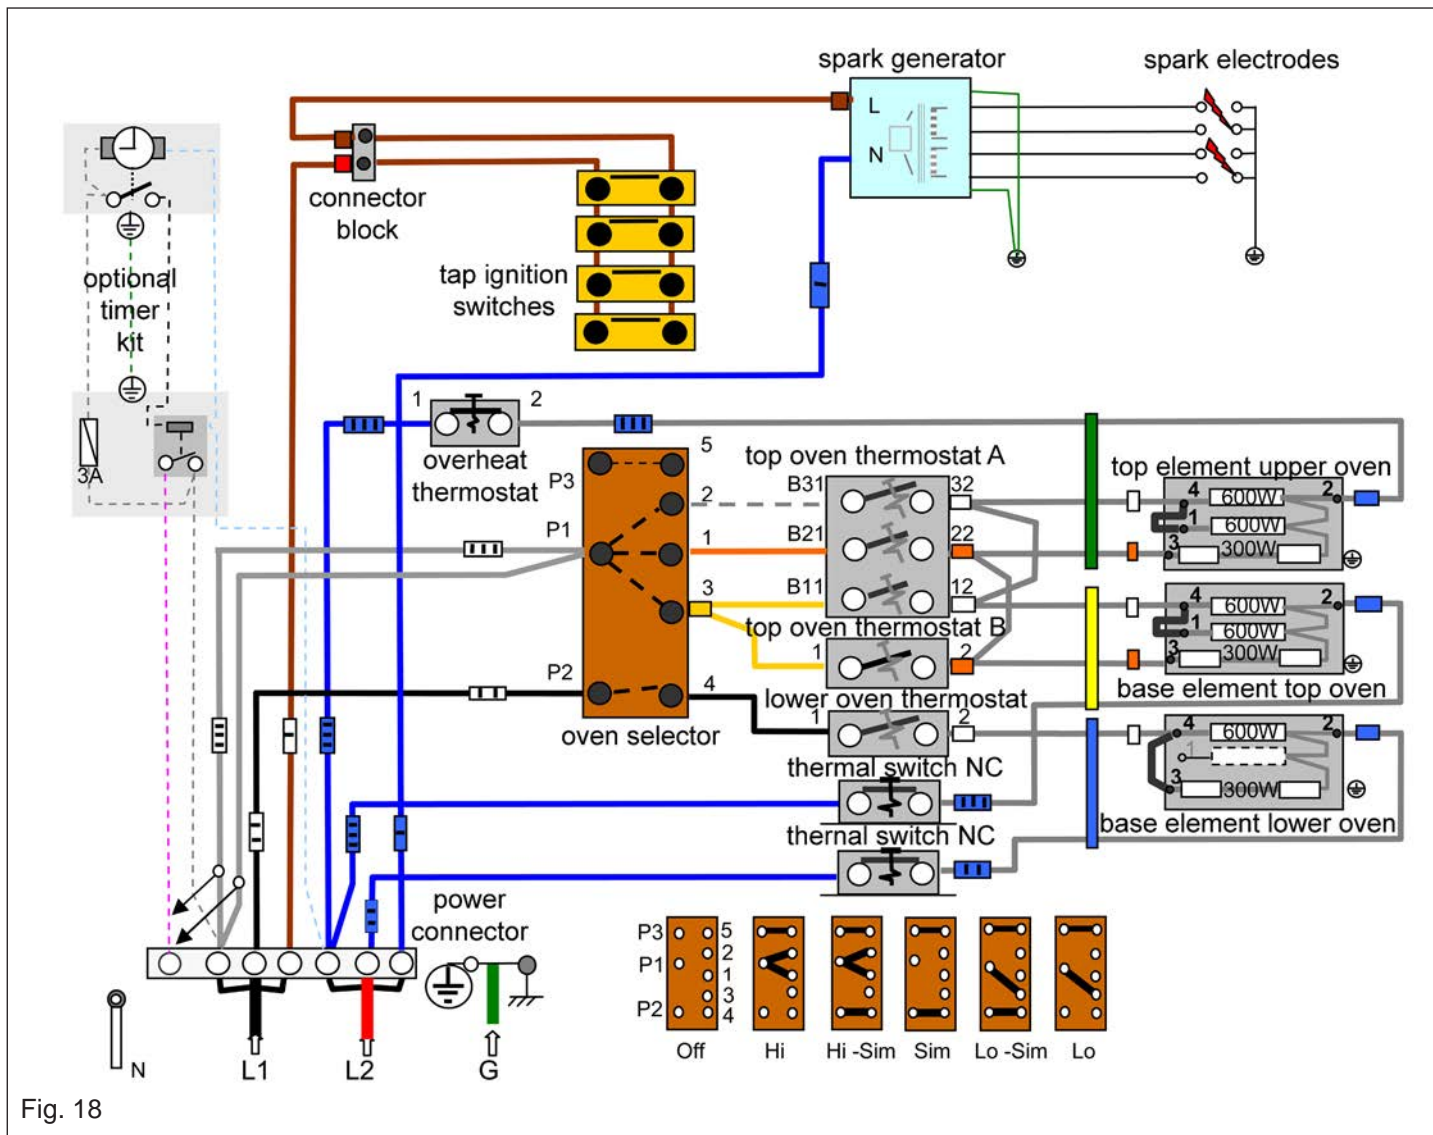 spark generator
spark electrodes
L
N
connector
block
tap ignition
switches
optional
timer
kit
3A
1
2
overheat
thermostat
P3
5
2
P1
1
3
P2
4
oven selector
top oven thermostat A
B31
32
B21
22
B11
12
top oven thermostat B
1
2
lower oven thermostat
1
2
thermal switch NC
thernal switch NC
top element upper oven
4
600W
2
1
600W
3
300W
4
600W
2
1
600W
3
300W
base element top oven
4
600W
2
1
3
300W
base element lower oven
power
connector
N
L1
L2
G
P3
5
2
P1
1
3
P2
4
Off
Hi
Hi -Sim
Sim
Lo -Sim
Lo
Fig. 18